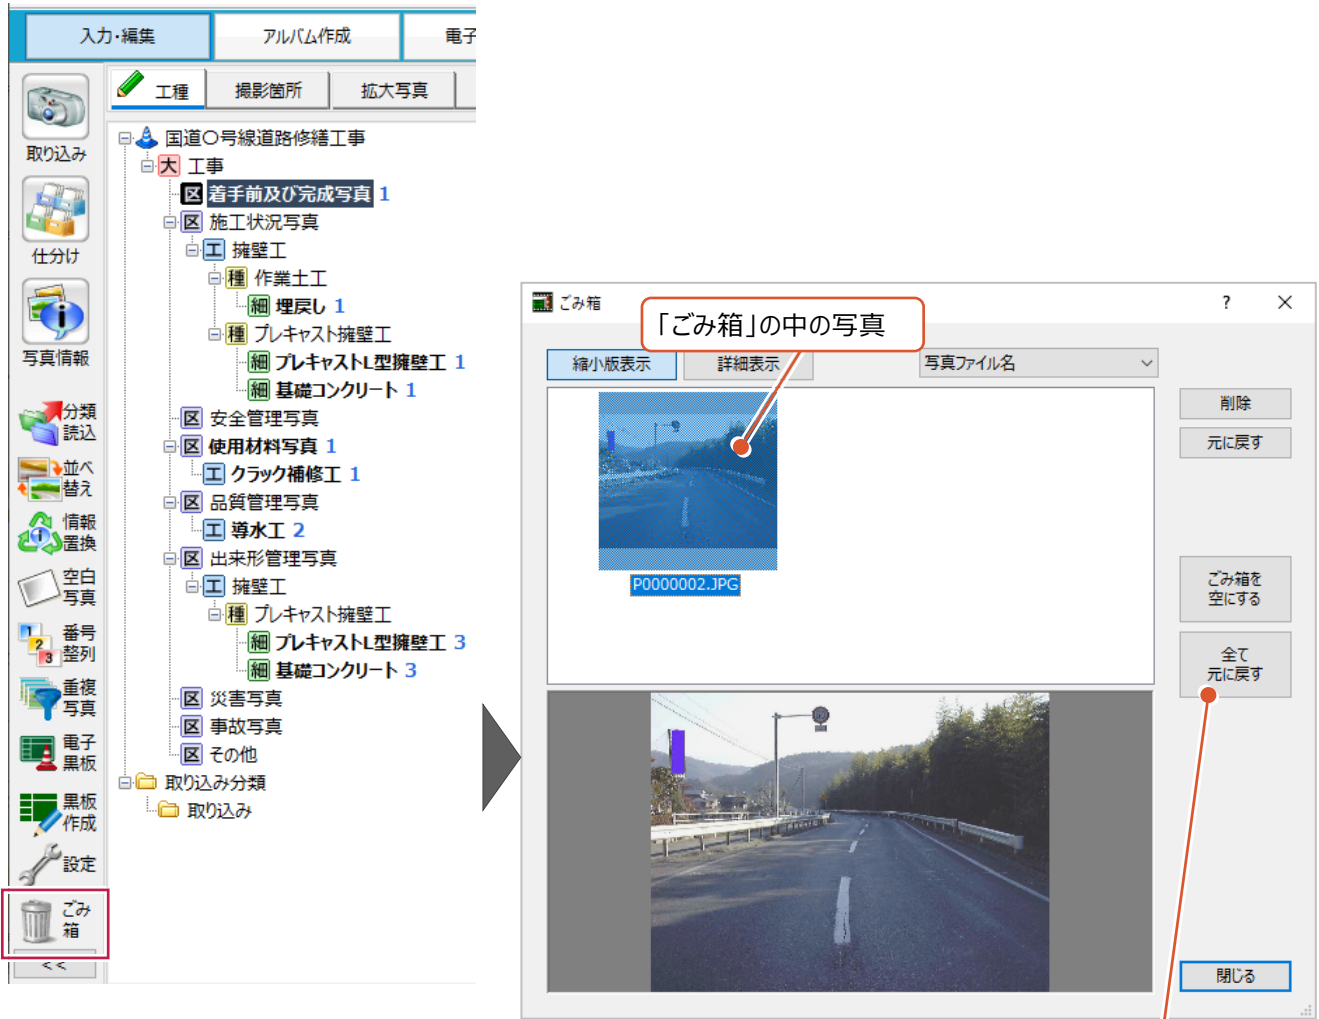 入力・編集
アルバム作成
電子
工種
撮影箇所
拡大写真
取り込み
仕分け
写真情報
分類
読込
並べ
替え
情報
置換
空白
写真
1
2
3
番号
整列
重複
写真
電子
黒板
黒板
作成
設定
ごみ
箱
<<
国道〇号線道路修繕工事
大 工事
区 着手前及び完成写真 1
区 施工状況写真
工 擁壁工
種 作業土工
細 埋戻し 1
種 プレキャスト擁壁工
細 プレキャストL型擁壁工 1
細 基礎コンクリート 1
区 安全管理写真
区 使用材料写真 1
工 クラック補修工 1
区 品質管理写真
工 導水工 2
区 出来形管理写真
工 擁壁工
種 プレキャスト擁壁工
細 プレキャストL型擁壁工 3
細 基礎コンクリート 3
区 災害写真
区 事故写真
区 その他
取り込み分類
取り込み
ごみ箱
?
「ごみ箱」の中の写真
縮小版表示
詳細表示
写真ファイル名
P0000002.JPG
削除
元に戻す
ごみ箱を
空にする
全て
元に戻す
閉じる